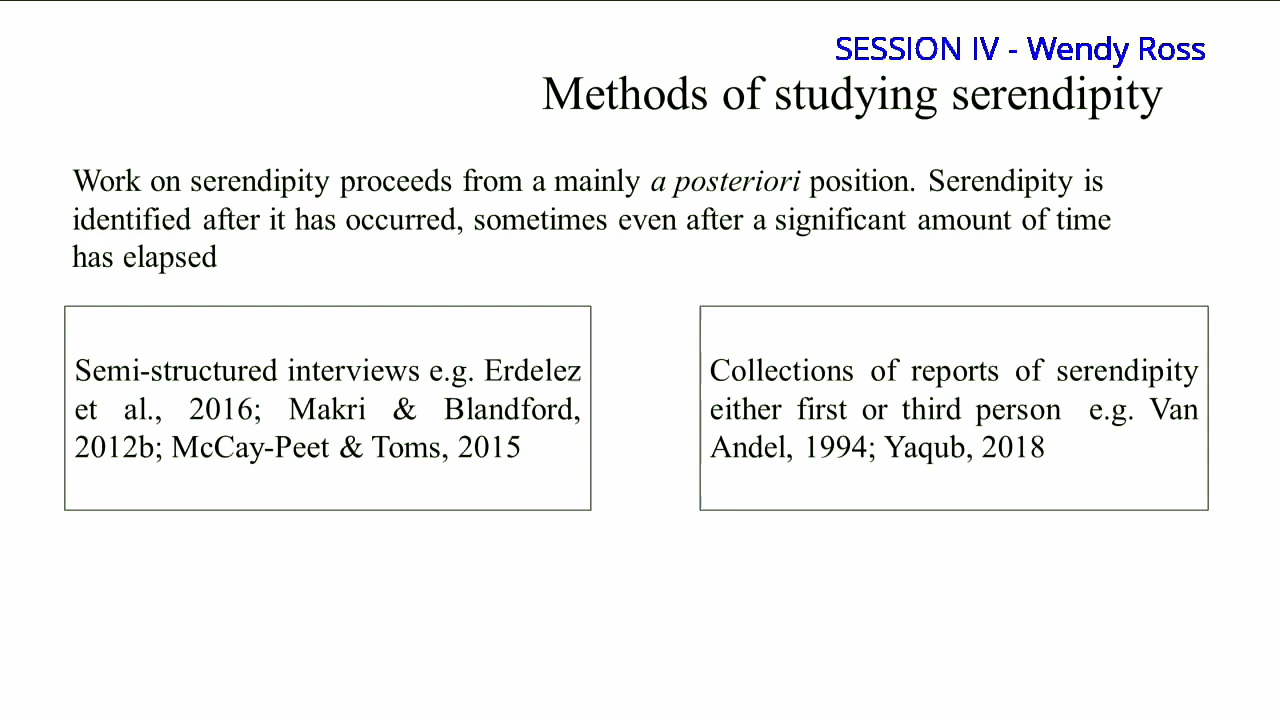 SESSION IV - Wendy Ross
Methods of studying serendipity
Work on serendipity proceeds from a mainly a posteriori position. Serendipity is
identified after it has occurred, sometimes even after a significant amount of time
has elapsed
Semi-structured interviews e.g. Erdelez
et al., 2016; Makri & Blandford,
2012b; McCay-Peet & Toms, 2015
Collections of reports of serendipity
either first or third person e.g. Van
Andel, 1994; Yaqub, 2018